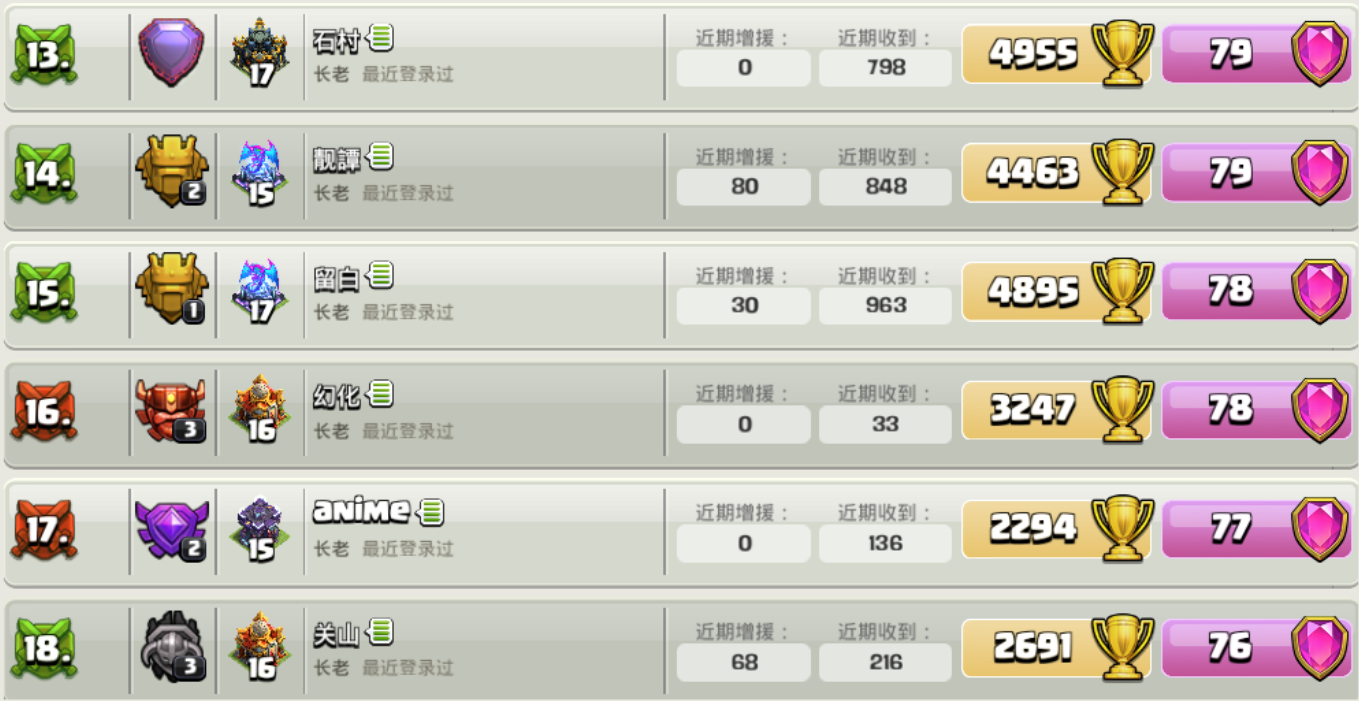 13. 17 石村 近期增援: 近期收到: 4955 79
长老 最近登录过 0 798
14. 2 15 靓譚 近期增援: 近期收到: 4463 79
长老 最近登录过 80 848
15. 1 17 留白 近期增援: 近期收到: 4895 78
长老 最近登录过 30 963
16. 3 16 幻化 近期增援: 近期收到: 3247 78
长老 最近登录过 0 33
17. 2 15 anime 近期增援: 近期收到: 2294 77
长老 最近登录过 0 136
18. 3 16 关山 近期增援: 近期收到: 2691 76
长老 最近登录过 68 216